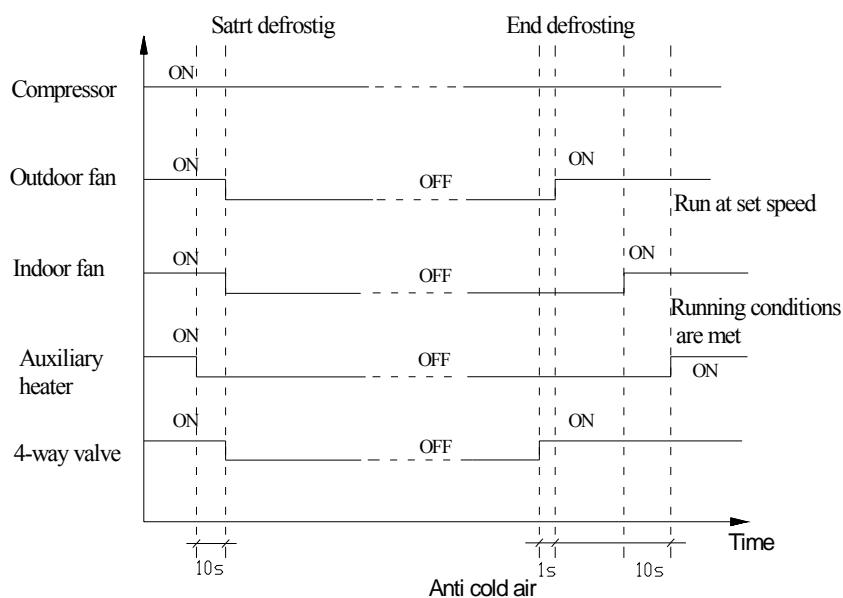 Satrt defrostig End defrosting
ON
Compressor
ON ON
Outdoor fan OFF
Run at set speed
ON ON
Indoor fan OFF
Running conditions
are met
ON
Auxiliary
heater
OFF ON
ON ON
4-way valve OFF
Time
10s 1s 10s
Anti cold air